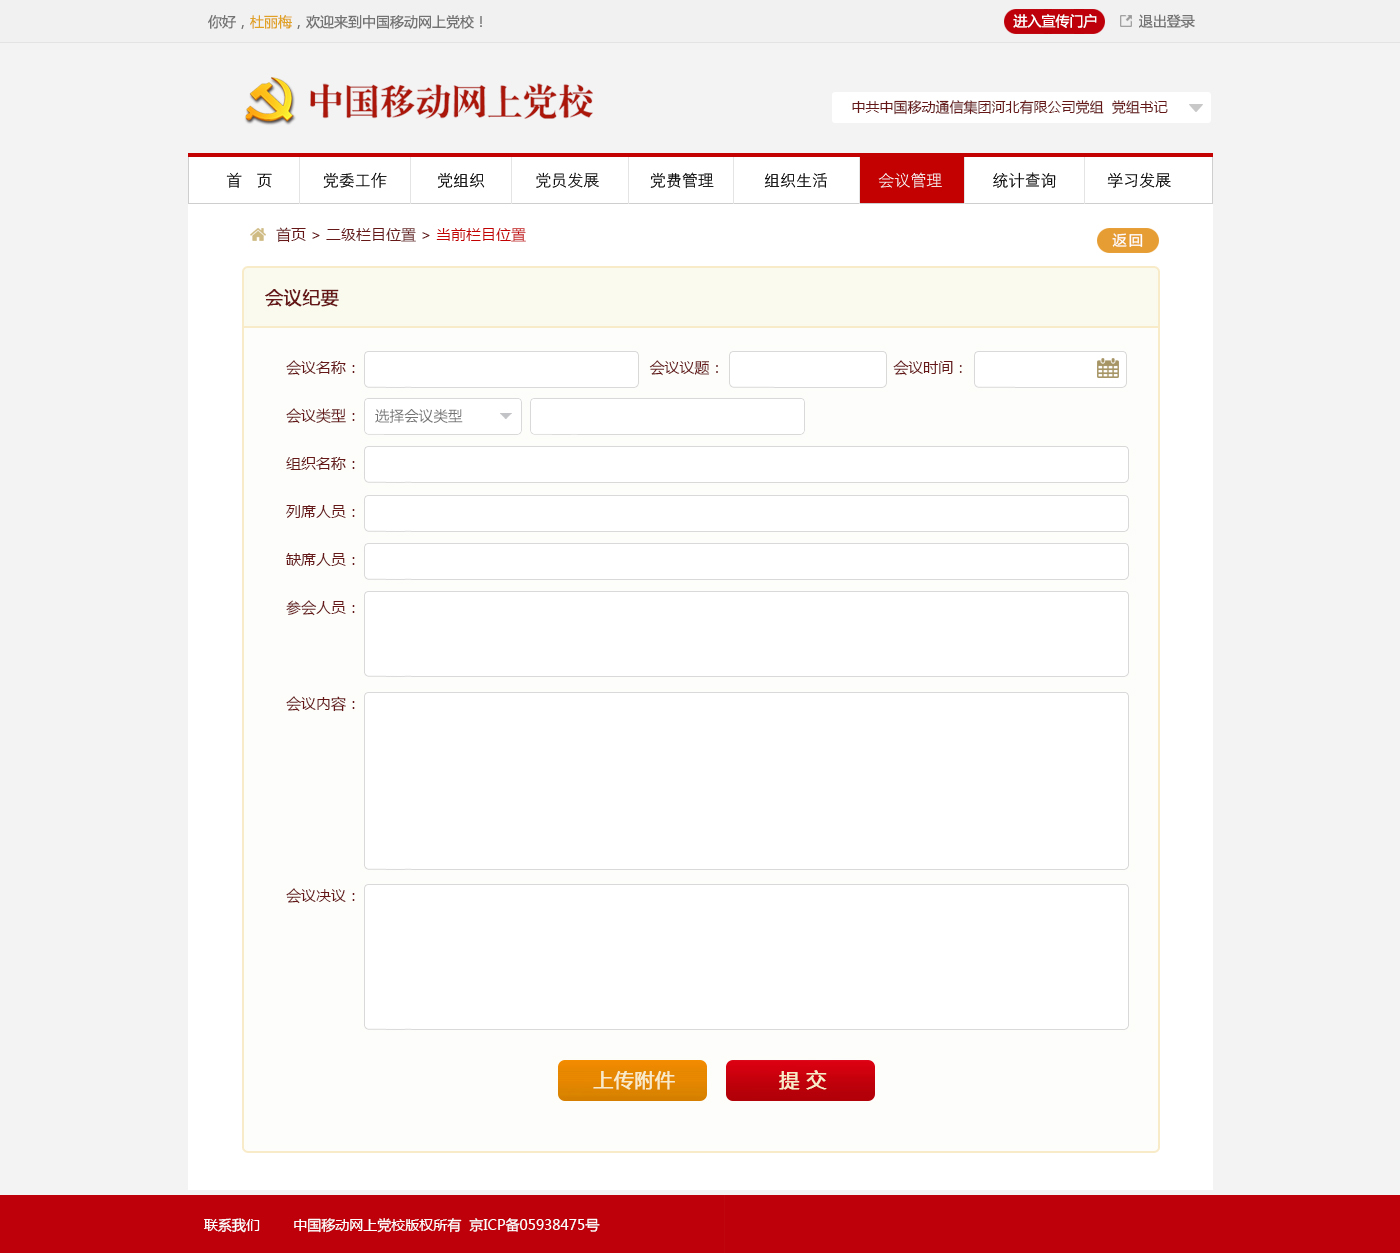 你好，杜丽梅，欢迎来到中国移动网上党校！
进入宣传门户 退出登录
中国移动网上党校
中共中国移动通信集团河北有限公司党组 党组书记
首 页 党委工作 党组织 党员发展 党费管理 组织生活 会议管理 统计查询 学习发展
首页 > 二级栏目位置 > 当前栏目位置
返回
会议纪要
会议名称： 会议议题： 会议时间：
会议类型： 选择会议类型
组织名称：
列席人员：
缺席人员：
参会人员：
会议内容：
会议决议：
上传附件 提 交
联系我们 中国移动网上党校版权所有 京ICP备05938475号